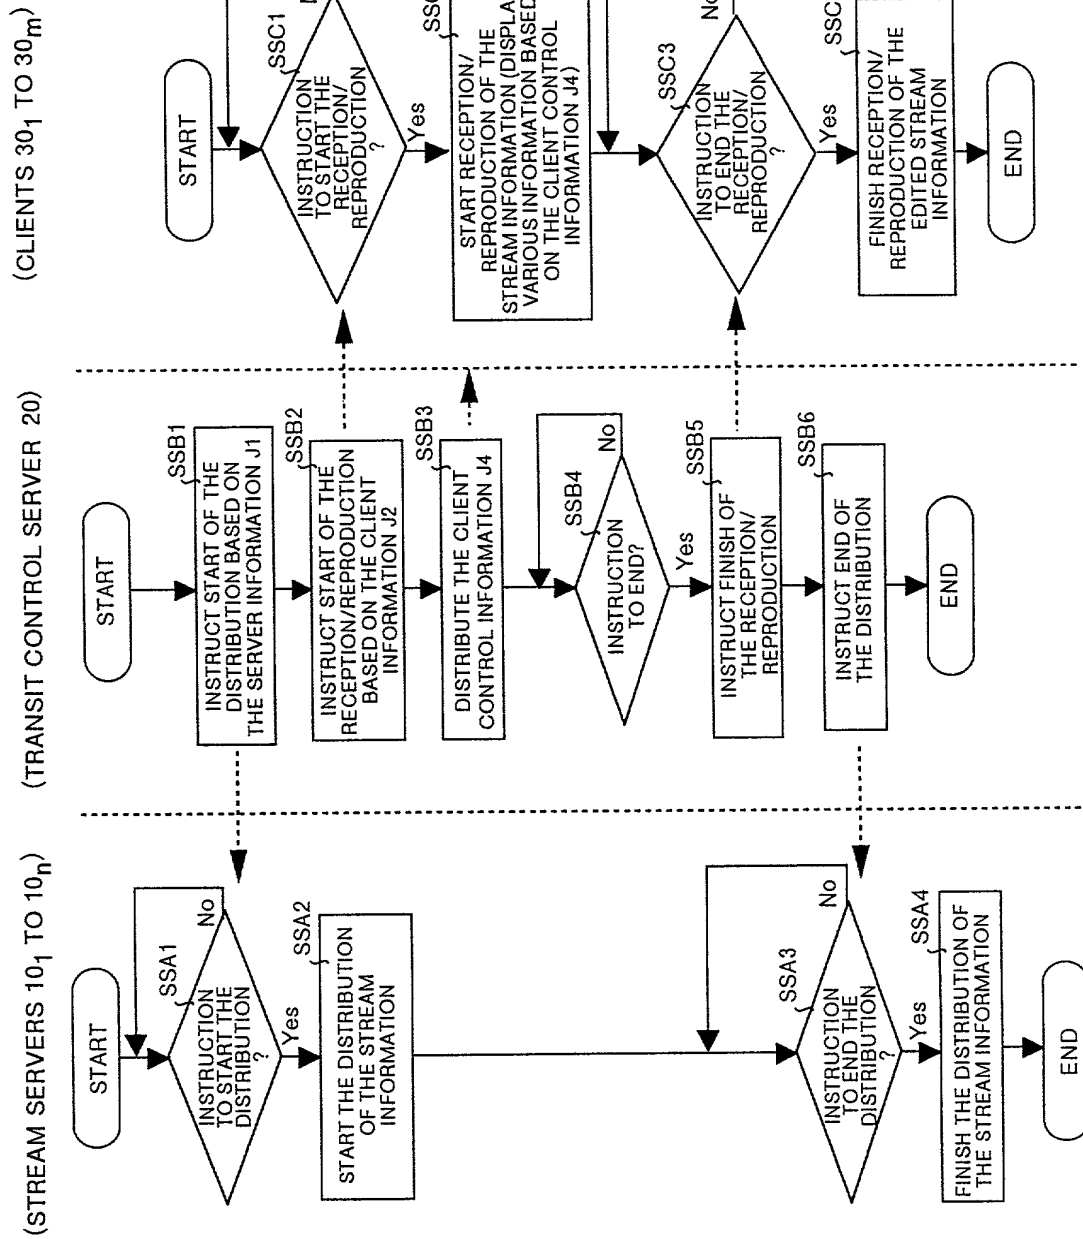 (STREAM SERVERS 10₁ TO 10ₙ)
START
SSA1
INSTRUCTION
TO START THE
DISTRIBUTION
?
No
Yes
SSA2
START THE DISTRIBUTION
OF THE STREAM
INFORMATION
SSA3
INSTRUCTION
TO END THE
DISTRIBUTION
?
No
Yes
SSA4
FINISH THE DISTRIBUTION OF
THE STREAM INFORMATION
END
(TRANSIT CONTROL SERVER 20)
START
SSB1
INSTRUCT START OF THE
DISTRIBUTION BASED ON
THE SERVER INFORMATION J1
SSB2
INSTRUCT START OF THE
RECEPTION/REPRODUCTION
BASED ON THE CLIENT
INFORMATION J2
SSB3
DISTRIBUTE THE CLIENT
CONTROL INFORMATION J4
SSB4
INSTRUCTION
TO END?
No
Yes
SSB5
INSTRUCT FINISH OF
THE RECEPTION/
REPRODUCTION
SSB6
INSTRUCT END OF
THE DISTRIBUTION
END
(CLIENTS 30₁ TO 30ₘ)
START
SSC1
INSTRUCTION
TO START THE
RECEPTION/
REPRODUCTION
?
Yes
START RECEPTION/
REPRODUCTION OF THE
STREAM INFORMATION (DISPLA
VARIOUS INFORMATION BASED
ON THE CLIENT CONTROL
INFORMATION J4)
SSC3
INSTRUCTION
TO END THE
RECEPTION/
REPRODUCTION
?
No
Yes
SSC
FINISH RECEPTION/
REPRODUCTION OF THE
EDITED STREAM
INFORMATION
END